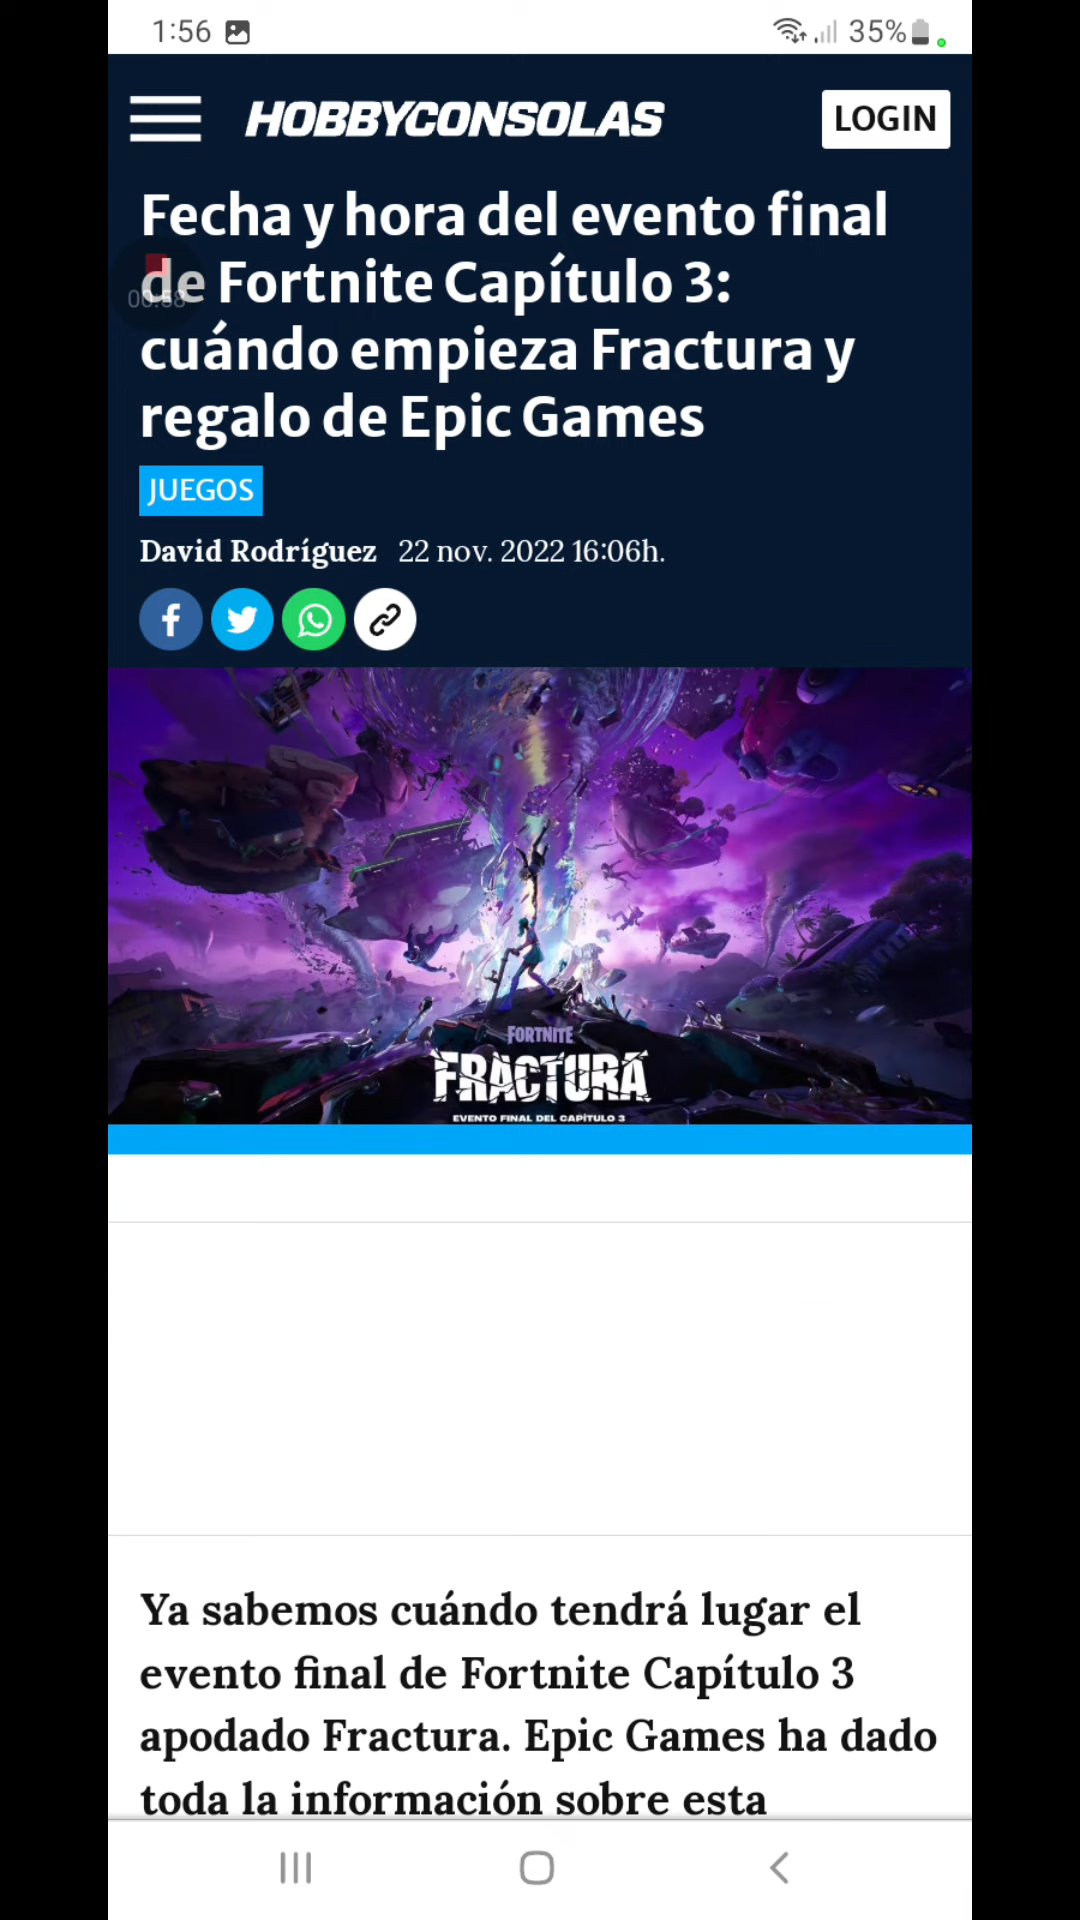 1:56
35%
HOBBYCONSOLAS
LOGIN
Fecha y hora del evento final
de Fortnite Capítulo 3:
00:58
cuándo empieza Fractura y
regalo de Epic Games
JUEGOS
David Rodríguez 22 nov. 2022 16:06h.
FORTNITE
FRACTURA
EVENTO FINAL DEL CAPÍTULO 3
Ya sabemos cuándo tendrá lugar el
evento final de Fortnite Capítulo 3
apodado Fractura. Epic Games ha dado
toda la información sobre esta